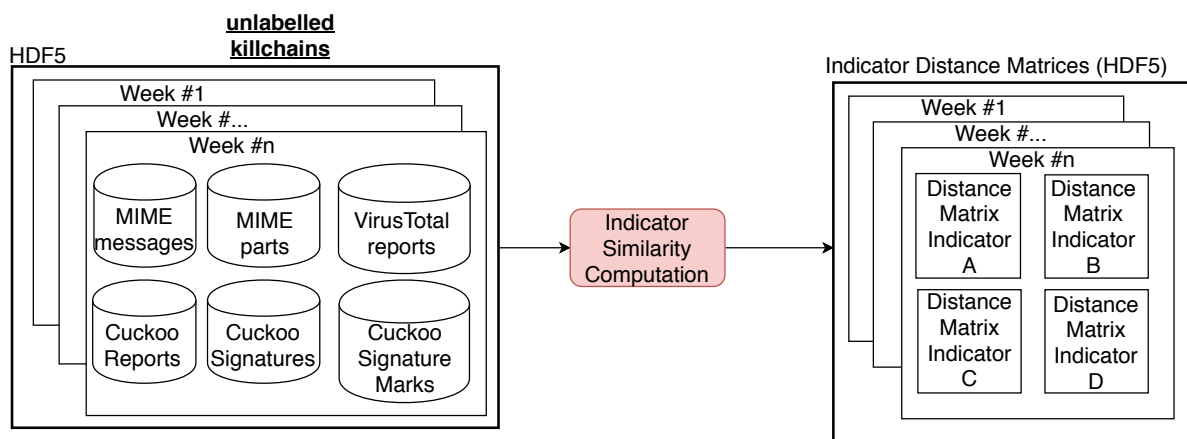 unlabelled
killchains
HDF5
Week #1
Week #...
Week #n
MIME
messages
MIME
parts
VirusTotal
reports
Cuckoo
Reports
Cuckoo
Signatures
Cuckoo
Signature
Marks
Indicator
Similarity
Computation
Indicator Distance Matrices (HDF5)
Week #1
Week #...
Week #n
Distance
Matrix
Indicator
A
Distance
Matrix
Indicator
B
Distance
Matrix
Indicator
C
Distance
Matrix
Indicator
D